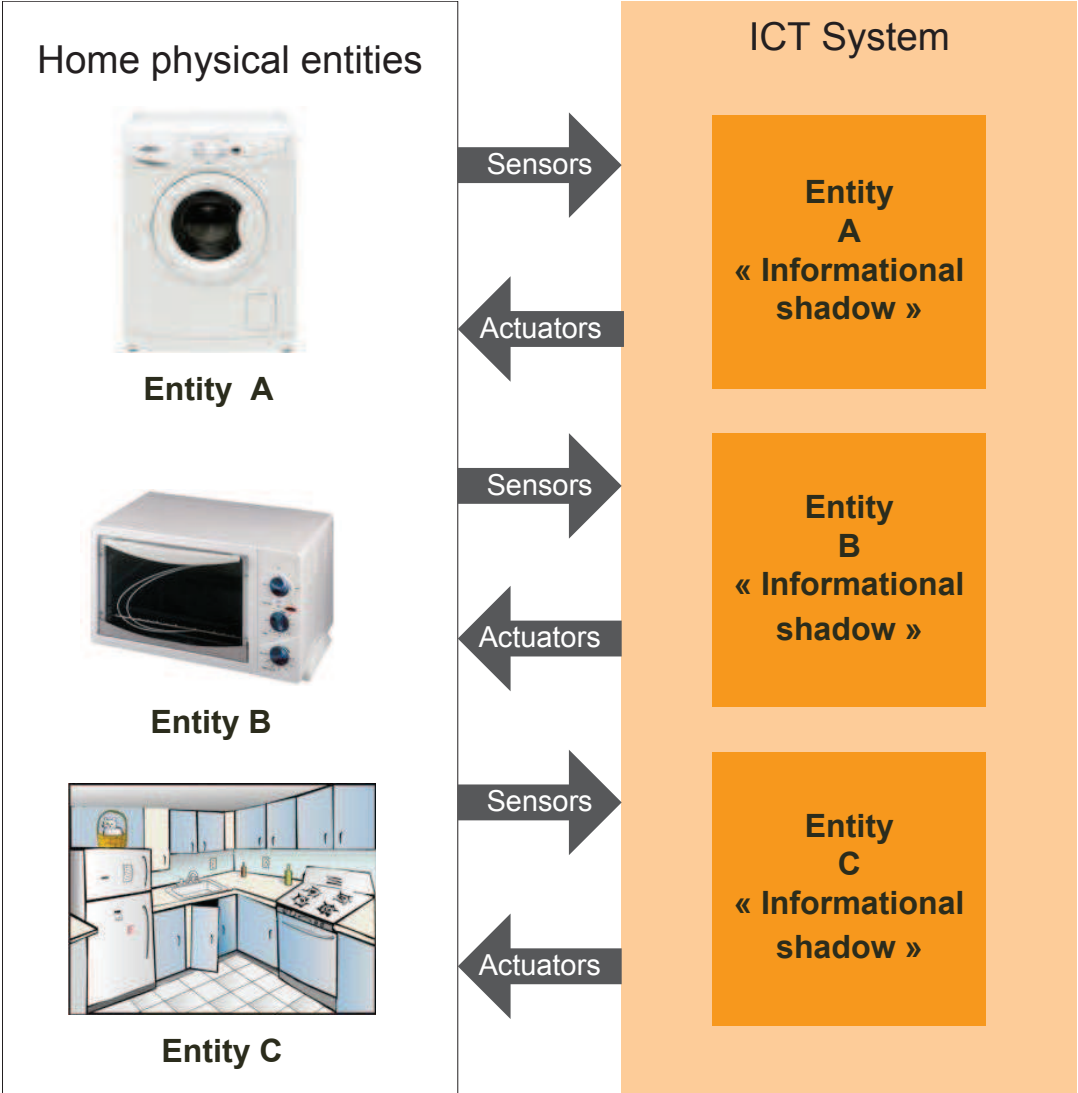 Home physical entities
ICT System
Sensors
Entity
A
« Informational
shadow »
Actuators
Entity  A
Sensors
Entity
B
« Informational
shadow »
Actuators
Entity B
Sensors
Entity
C
« Informational
shadow »
Actuators
Entity C